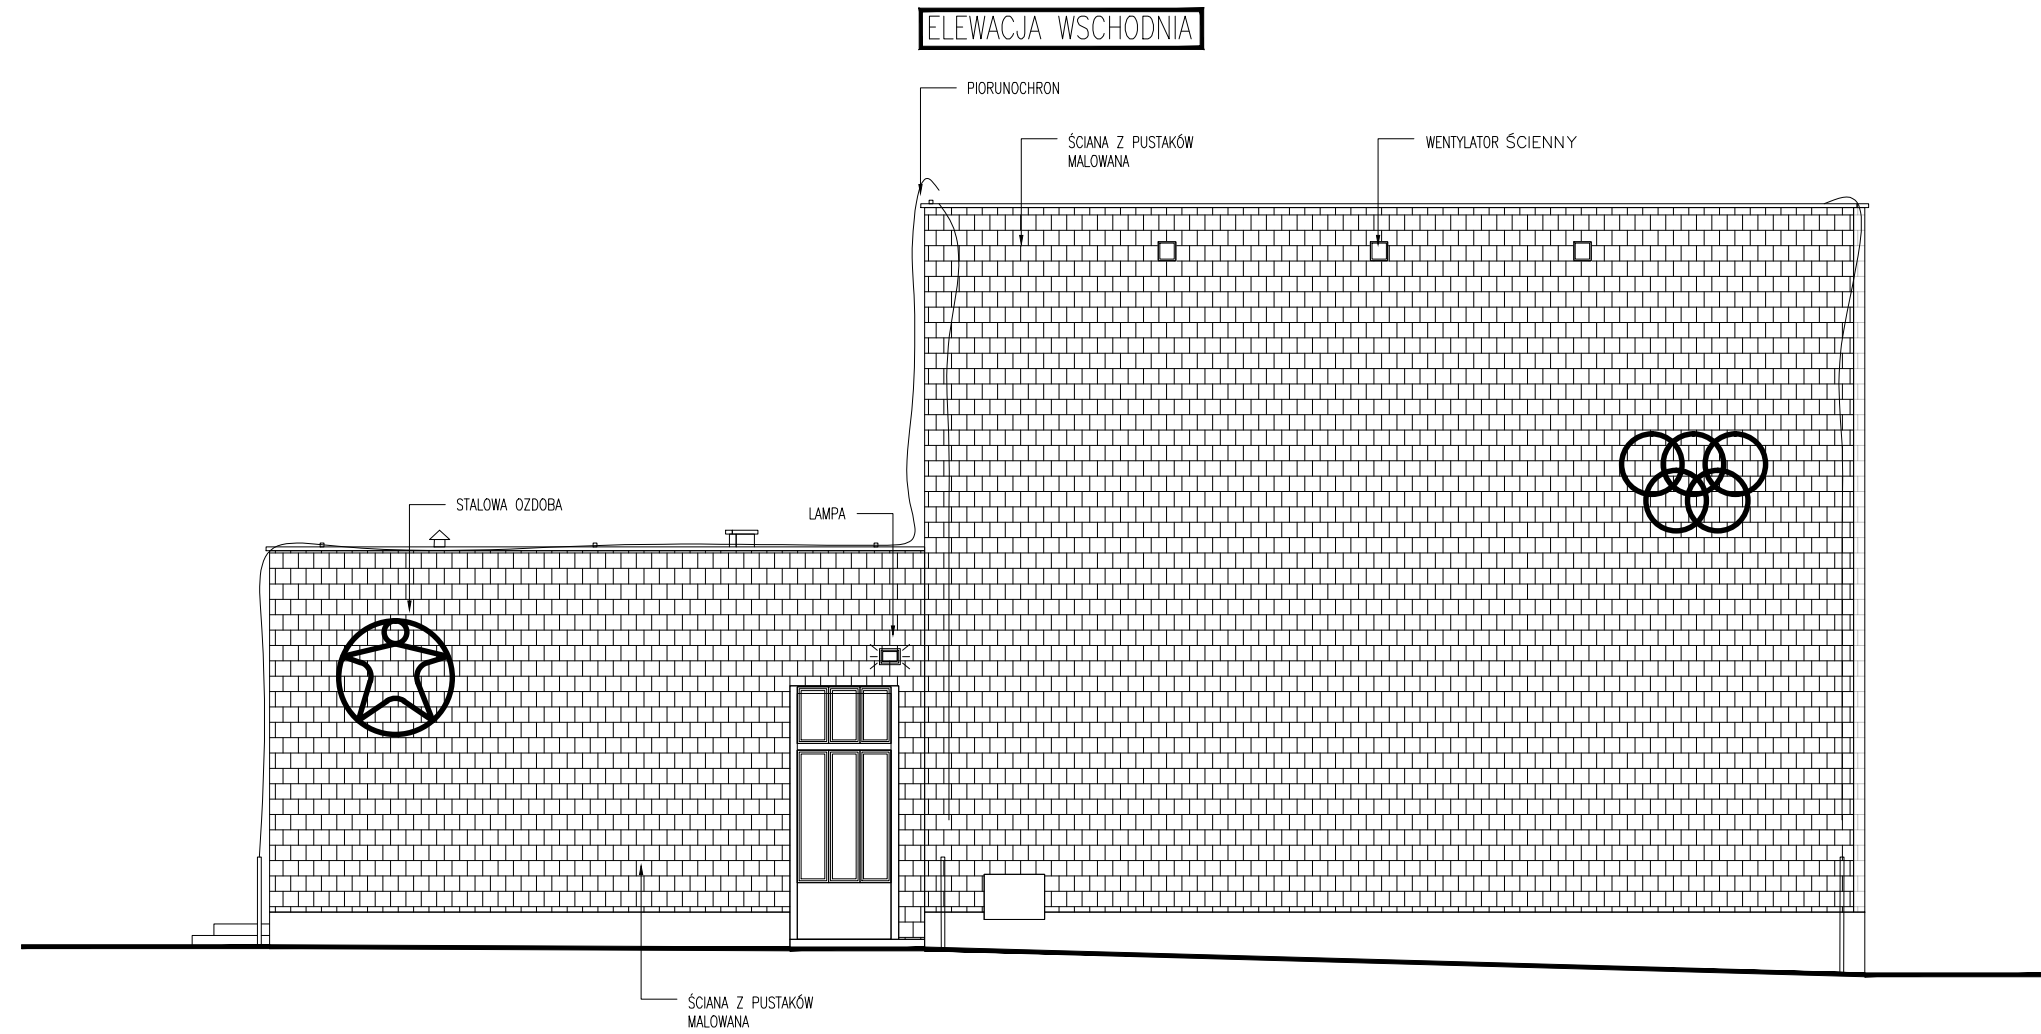 ELEWACJA WSCHODNIA
PIORUNOCHRON
ŚCIANA Z PUSTAKÓW
MALOWANA
WENTYLATOR ŚCIENNY
STALOWA OZDOBA
LAMPA
ŚCIANA Z PUSTAKÓW
MALOWANA